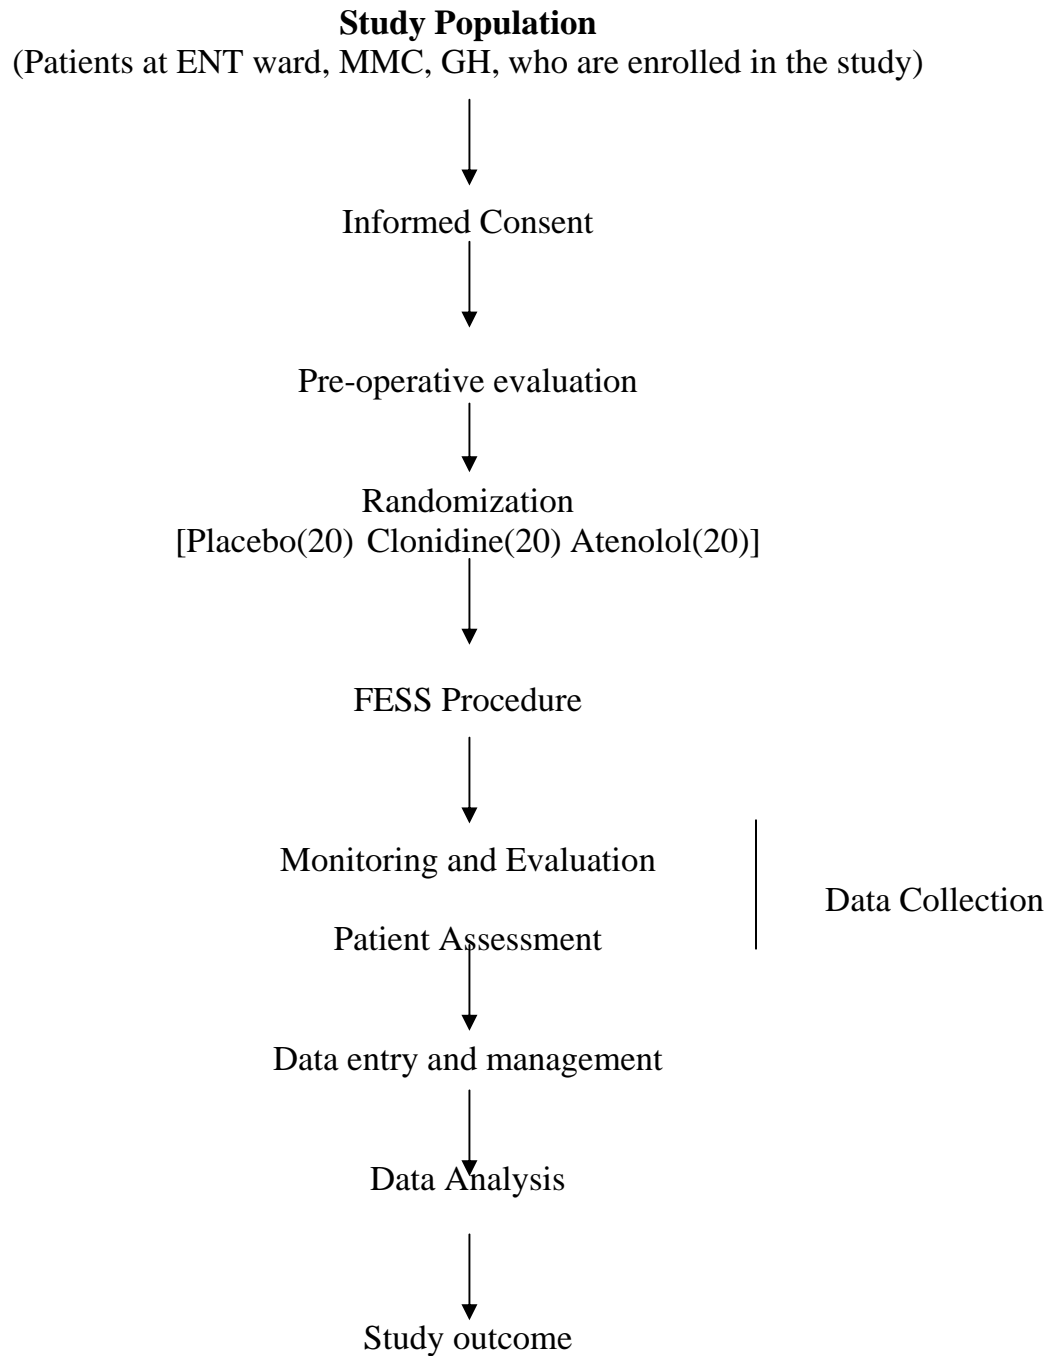 Study Population
(Patients at ENT ward, MMC, GH, who are enrolled in the study)
Informed Consent
Pre-operative evaluation
Randomization
[Placebo(20) Clonidine(20) Atenolol(20)]
FESS Procedure
Monitoring and Evaluation
Data Collection
Patient Assessment
Data entry and management
Data Analysis
Study outcome